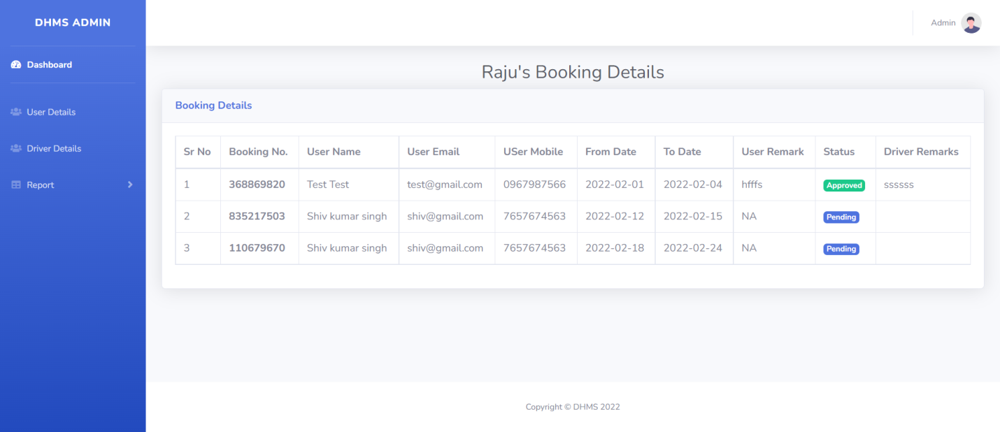 DHMS ADMIN
Admin
Dashboard
User Details
Driver Details
Report
Raju's Booking Details
Booking Details
Sr No Booking No. User Name User Email USer Mobile From Date To Date User Remark Status Driver Remarks
1 368869820 Test Test test@gmail.com 0967987566 2022-02-01 2022-02-04 hfffs Approved ssssss
2 835217503 Shiv kumar singh shiv@gmail.com 7657674563 2022-02-12 2022-02-15 NA Pending
3 110679670 Shiv kumar singh shiv@gmail.com 7657674563 2022-02-18 2022-02-24 NA Pending
Copyright © DHMS 2022